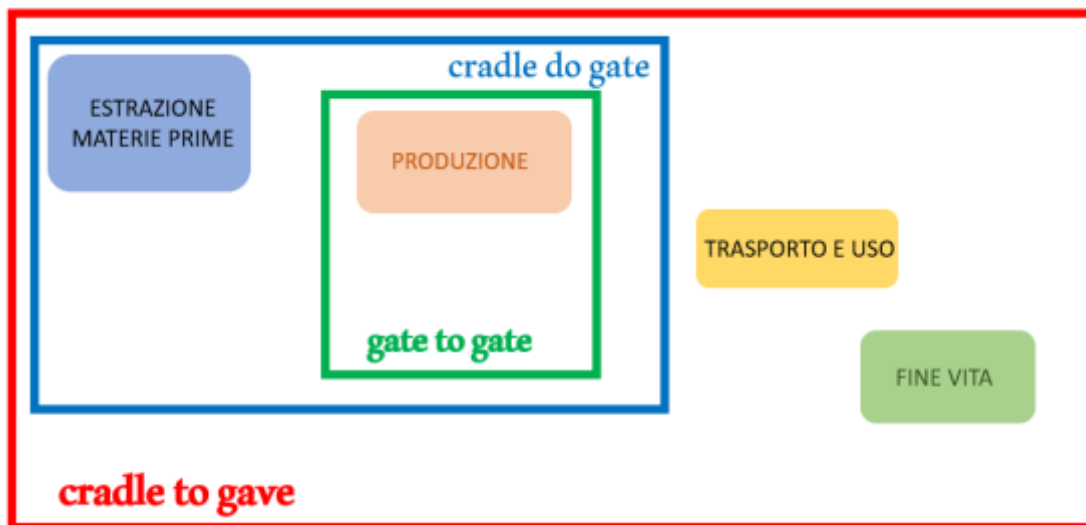 cradle do gate
ESTRAZIONE
MATERIE PRIME
PRODUZIONE
TRASPORTO E USO
gate to gate
FINE VITA
cradle to gave